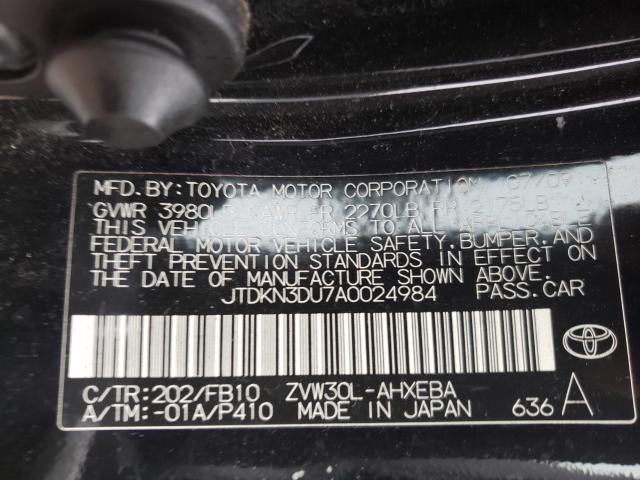 MFD. BY: TOYOTA MOTOR CORPORATION 07/09
GVWR 3980LB GAWR FR 2270LB RR 2175LB
THIS VEHICLE CONFORMS TO ALL APPLICABLE
FEDERAL MOTOR VEHICLE SAFETY, BUMPER, AND
THEFT PREVENTION STANDARDS IN EFFECT ON
THE DATE OF MANUFACTURE SHOWN ABOVE.
JTDKN3DU7A0024984 PASS. CAR
C/TR: 202/FB10 ZVW30L-AHXEBA
A/TM: -01A/P410 MADE IN JAPAN 636 A